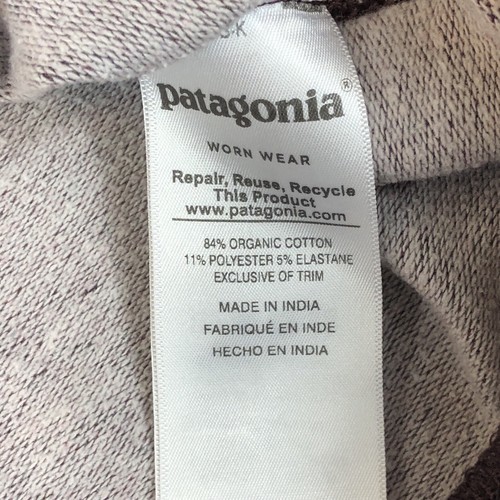 patagonia®
WORN WEAR
Repair, Reuse, Recycle
This Product
www.patagonia.com
84% ORGANIC COTTON
11% POLYESTER 5% ELASTANE
EXCLUSIVE OF TRIM
MADE IN INDIA
FABRIQUÉ EN INDE
HECHO EN INDIA